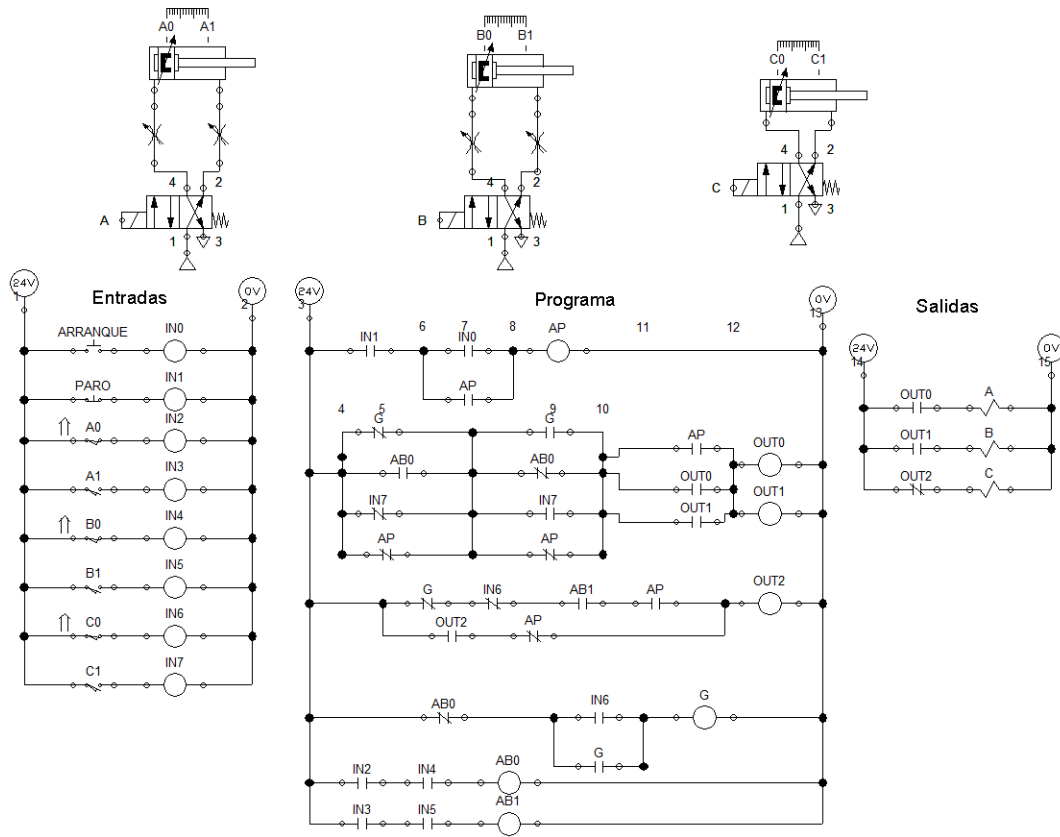 A0 A1
B0 B1
C0 C1
4 2
A
1 3
4 2
B
1 3
4 2
C
1 3
Entradas
24V
1
0V
2
ARRANQUE IN0
PARO IN1
A0 IN2
A1 IN3
B0 IN4
B1 IN5
C0 IN6
C1 IN7
Programa
24V
3
0V
13
6 7 8 11 12
IN1 IN0 AP
AP
4 5 9 10
G G AP OUT0
AB0 AB0 OUT0 OUT1
IN7 IN7 OUT1
AP AP
G IN6 AB1 AP OUT2
OUT2 AP
AB0 IN6 G
G
IN2 IN4 AB0
IN3 IN5 AB1
Salidas
24V
14
0V
15
OUT0 A
OUT1 B
OUT2 C